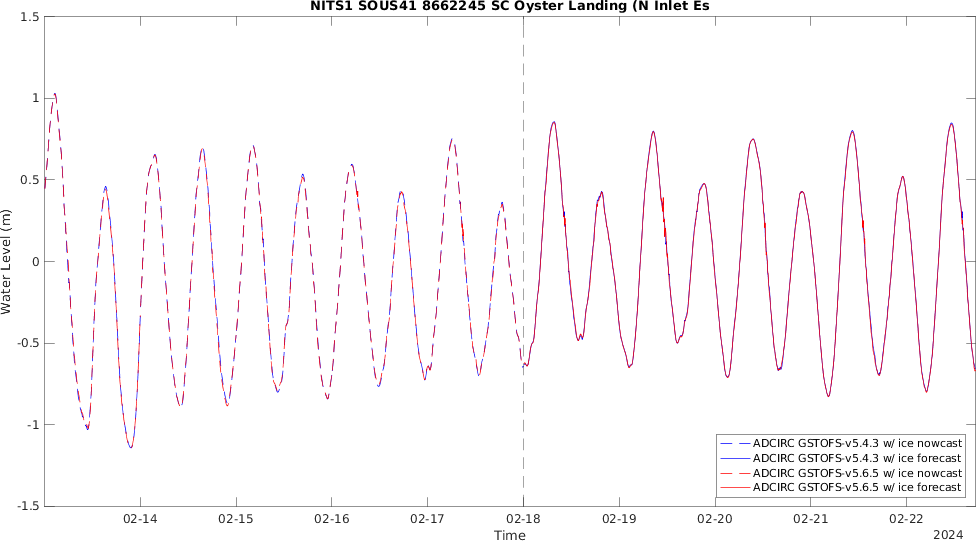 NITS1 SOUS41 8662245 SC Oyster Landing (N Inlet Es
1.5
1
0.5
0
-0.5
-1
-1.5
Water Level (m)
ADCIRC GSTOFS-v5.4.3 w/ ice nowcast
ADCIRC GSTOFS-v5.4.3 w/ ice forecast
ADCIRC GSTOFS-v5.6.5 w/ ice nowcast
ADCIRC GSTOFS-v5.6.5 w/ ice forecast
02-14 02-15 02-16 02-17 02-18 02-19 02-20 02-21 02-22
Time
2024